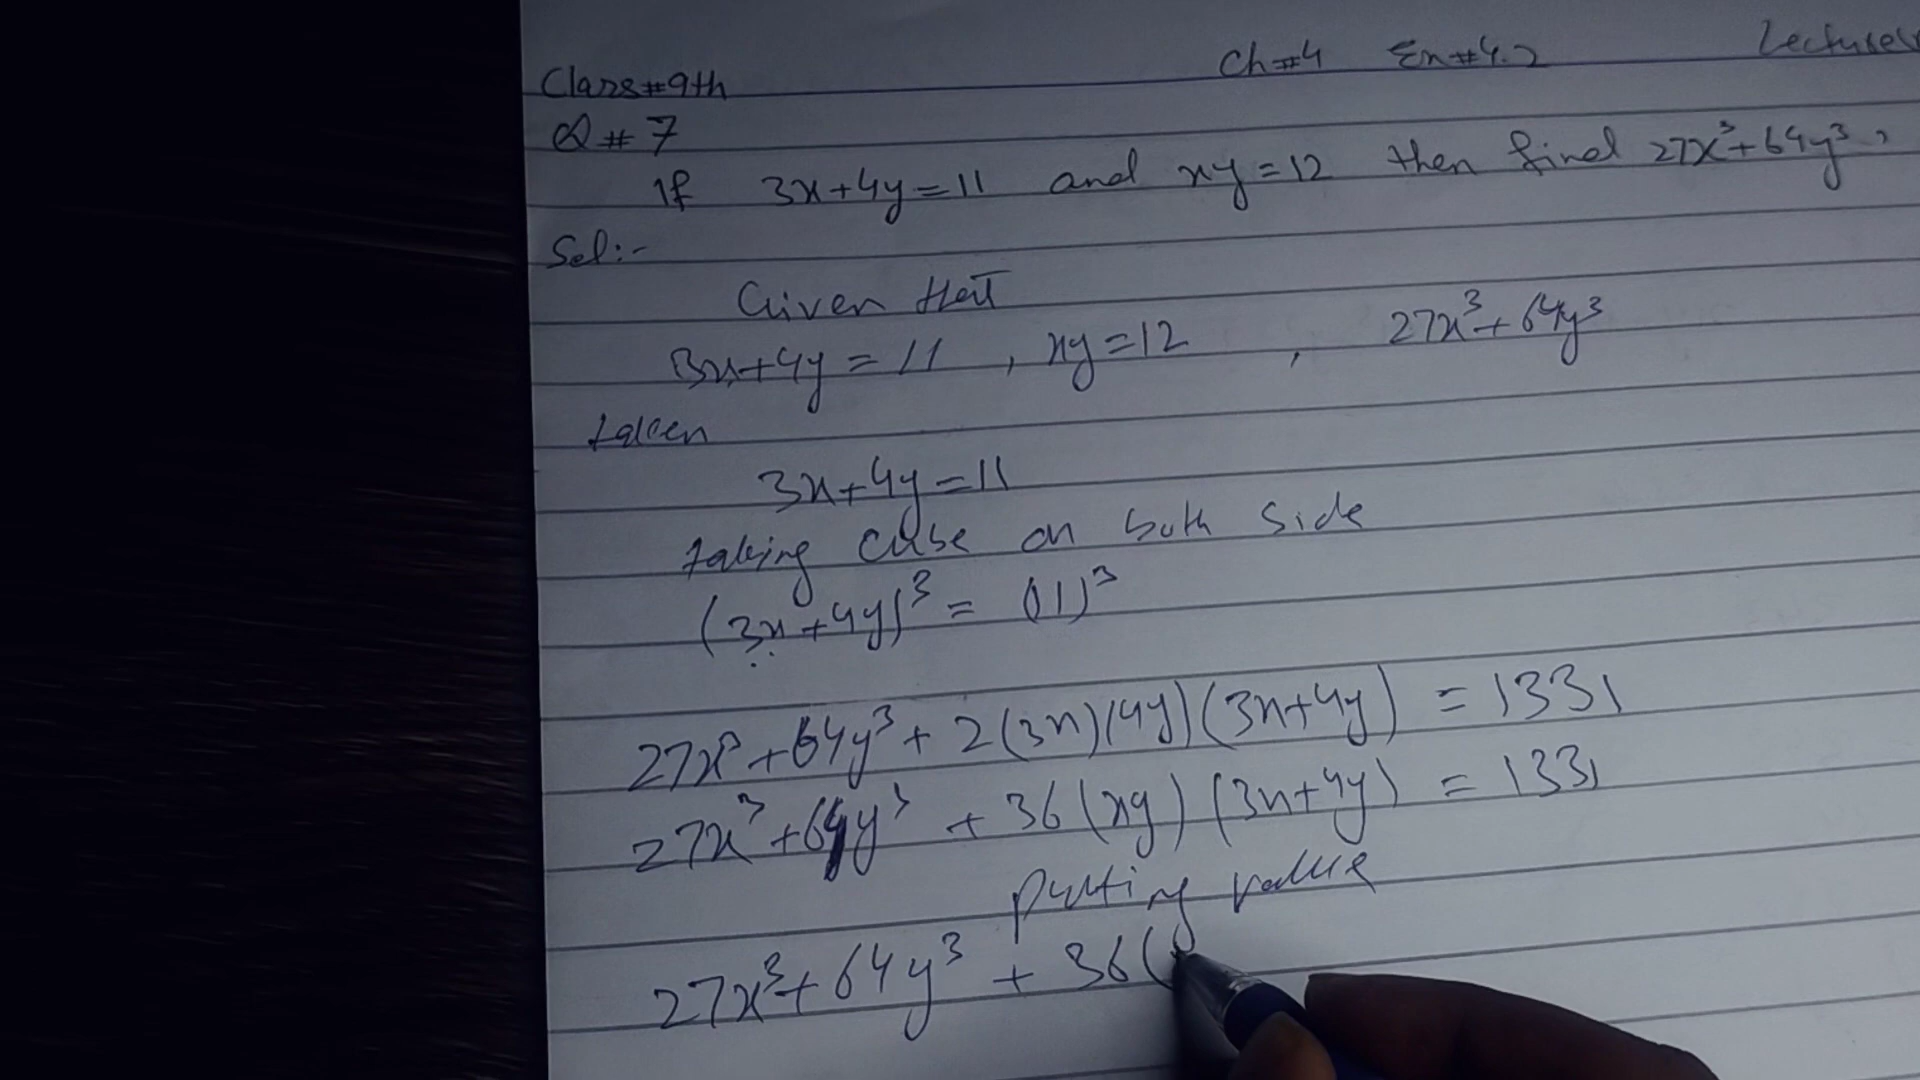 Class#9th Ch#4 Ex#4.2 Lecture
Q#7
If 3x+4y=11 and xy=12 then find 27x³+64y³,
Sol:-
Given that
3x+4y=11 , xy=12 , 27x³+64y³
taken
3x+4y=11
taking cube on both side
(3x+4y)³ = (11)³
27x³+64y³+2(3x)(4y)(3x+4y) = 1331
27x³+64y³ + 36(xy)(3x+4y) = 1331
putting value
27x³+64y³ + 36(